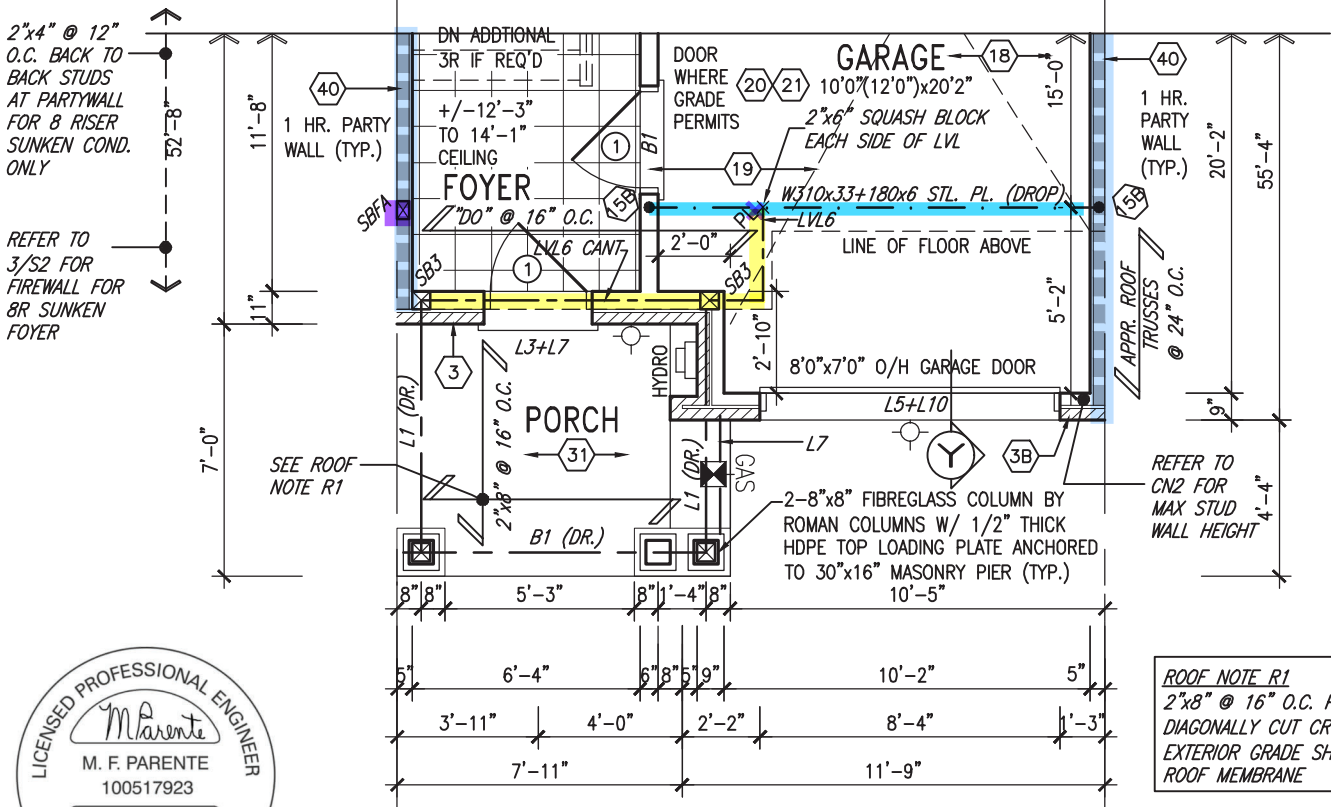 2"x4" @ 12"
O.C. BACK TO
BACK STUDS
AT PARTYWALL
FOR 8 RISER
SUNKEN COND.
ONLY
REFER TO
3/S2 FOR
FIREWALL FOR
8R SUNKEN
FOYER
52'-8"
11'-8"
11"
7'-0"
40
1 HR. PARTY
WALL (TYP.)
SBFA
DN ADDTIONAL
3R IF REQ'D
+/-12'-3"
TO 14'-1"
CEILING
FOYER
"DO" @ 16" O.C.
LVL6 CANT
SB3
1
1
B1
5B
DOOR
WHERE
GRADE
PERMITS
20
21
GARAGE
10'0"(12'0")x20'2"
18
2"x6" SQUASH BLOCK
EACH SIDE OF LVL
19
W310x33+180x6 STL. PL. (DROP)
LVL6
LINE OF FLOOR ABOVE
2'-0"
SB3
15'-0
5'-2"
2'-10"
5B
40
1 HR.
PARTY
WALL
(TYP.)
20'-2"
55'-4"
APPR. ROOF
TRUSSES
@ 24" O.C.
9"
4'-4"
8'0"x7'0" O/H GARAGE DOOR
L5+L10
3
L3+L7
HYDRO
L1 (DR.)
2"x8" @ 16" O.C.
PORCH
31
SEE ROOF
NOTE R1
B1 (DR.)
L1 (DR.)
GAS
L7
Y
3B
REFER TO
CN2 FOR
MAX STUD
WALL HEIGHT
2-8"x8" FIBREGLASS COLUMN BY
ROMAN COLUMNS W/ 1/2" THICK
HDPE TOP LOADING PLATE ANCHORED
TO 30"x16" MASONRY PIER (TYP.)
8" 8" 5'-3" 8" 1'-4" 8" 10'-5"
5" 6'-4" 6" 8" 5" 9" 10'-2" 5"
3'-11" 4'-0" 2'-2" 8'-4" 1'-3"
7'-11" 11'-9"
LICENSED PROFESSIONAL ENGINEER
M Parente
M. F. PARENTE
100517923
ROOF NOTE R1
2"x8" @ 16" O.C.
DIAGONALLY CUT
EXTERIOR GRADE
ROOF MEMBRANE